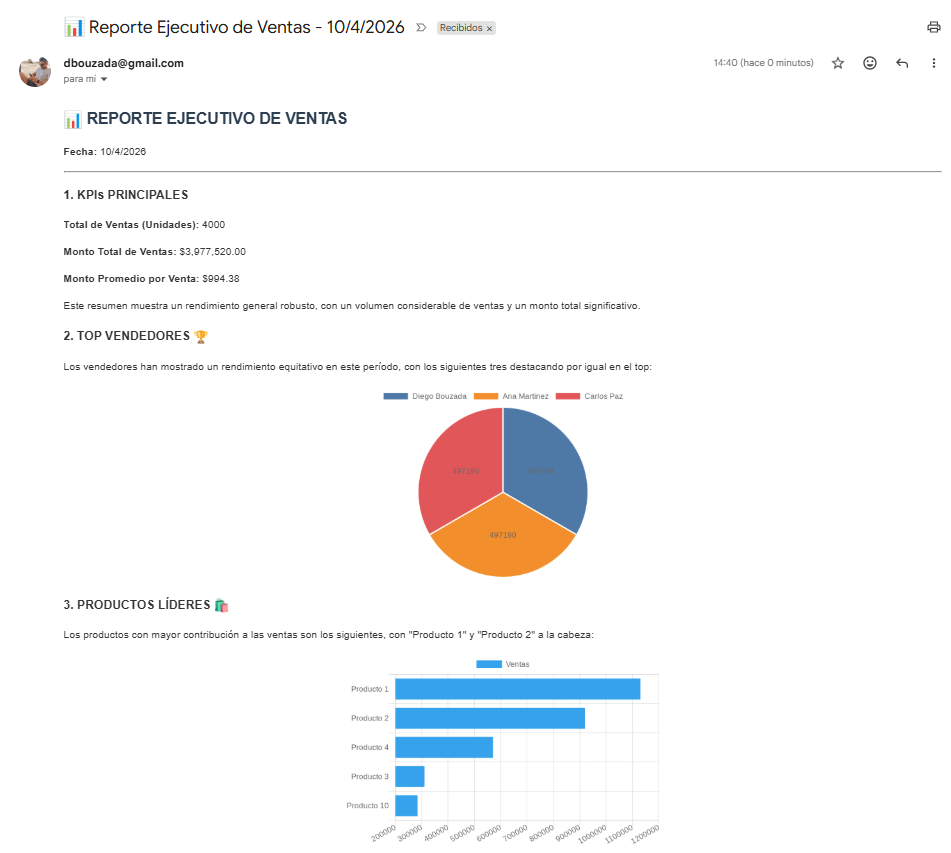 📊 Reporte Ejecutivo de Ventas - 10/4/2026 Recibidos ×
dbouzada@gmail.com 14:40 (hace 0 minutos)
para mí
📊 REPORTE EJECUTIVO DE VENTAS
Fecha: 10/4/2026
1. KPIs PRINCIPALES
Total de Ventas (Unidades): 4000
Monto Total de Ventas: $3,977,520.00
Monto Promedio por Venta: $994.38
Este resumen muestra un rendimiento general robusto, con un volumen considerable de ventas y un monto total significativo.
2. TOP VENDEDORES 🏆
Los vendedores han mostrado un rendimiento equitativo en este período, con los siguientes tres destacando por igual en el top:
Diego Bouzada Ana Martinez Carlos Paz
497190
497190
3. PRODUCTOS LÍDERES 🛍️
Los productos con mayor contribución a las ventas son los siguientes, con "Producto 1" y "Producto 2" a la cabeza:
Ventas
Producto 1
Producto 2
Producto 4
Producto 3
Producto 10
200000 300000 400000 500000 600000 700000 800000 900000 1000000 1100000 1200000